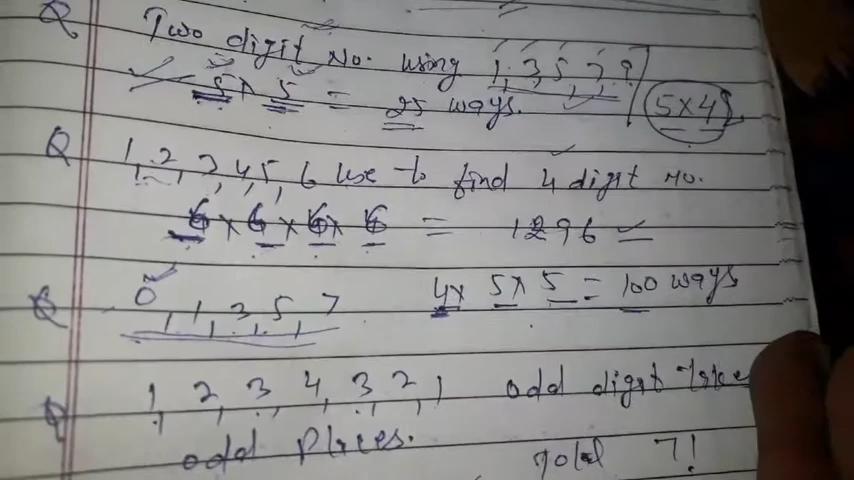 Q Two digit No. using 1, 3, 5, 7, 9
5 × 5 = 25 ways. 5×4
Q 1, 2, 3, 4, 5, 6 use to find 4 digit No.
6 × 6 × 6 × 6 = 1296
Q 0, 1, 3, 5, 7 4× 5× 5 = 100 ways
Q 1, 2, 3, 4, 3, 2, 1 odd digit
odd places. Total 7!